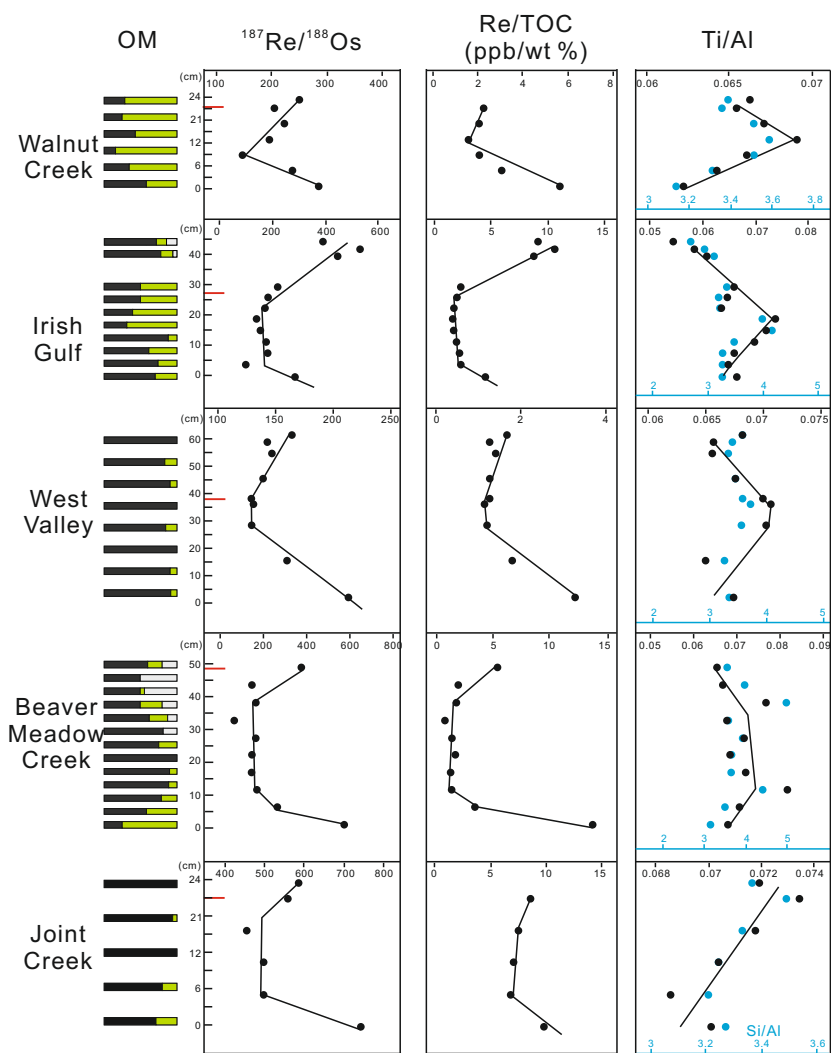 OM
¹⁸⁷Re/¹⁸⁸Os
Re/TOC
(ppb/wt %)
Ti/Al
(cm)
100 200 300 400
0 2 4 6
0.06 0.065 0.07
Walnut
Creek
24
21
12
6
0
3 3.2 3.4 3.6 3.8
(cm)
0 200 400 600
0 5 10 15
0.05 0.06 0.07 0.08
Irish
Gulf
40
30
20
10
0
2 3 4 5
(cm)
100 150 200 250
0 2 4
0.06 0.065 0.07 0.075
West
Valley
60
50
40
30
20
10
0
2 3 4 5
(cm)
0 200 400 600 800
0 5 10 15
0.05 0.06 0.07 0.08 0.09
Beaver
Meadow
Creek
50
40
30
20
10
0
2 3 4 5
(cm)
400 500 600 700 800
0 5 10 15
0.068 0.07 0.072 0.074
Joint
Creek
24
21
12
6
0
Si/Al
3 3.2 3.4 3.6